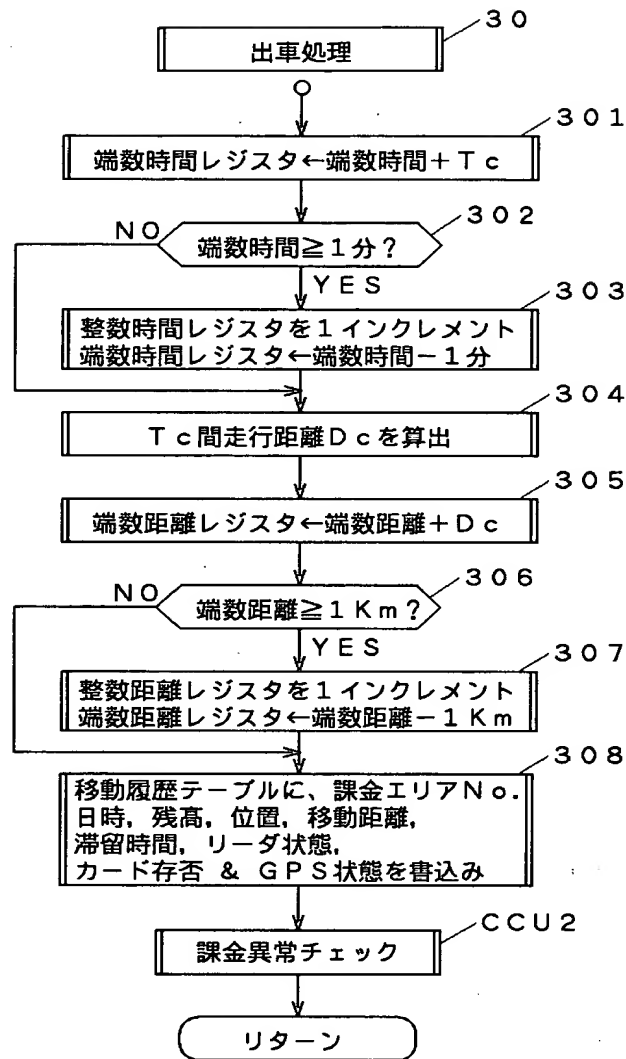 ３０
出車処理
３０１
端数時間レジスタ←端数時間＋Ｔｃ
３０２
ＮＯ
端数時間≧１分？
ＹＥＳ
３０３
整数時間レジスタを１インクレメント
端数時間レジスタ←端数時間－１分
３０４
Ｔｃ間走行距離Ｄｃを算出
３０５
端数距離レジスタ←端数距離＋Ｄｃ
３０６
ＮＯ
端数距離≧１Ｋｍ？
ＹＥＳ
３０７
整数距離レジスタを１インクレメント
端数距離レジスタ←端数距離－１Ｋｍ
３０８
移動履歴テーブルに、課金エリアＮｏ．
日時，残高，位置，移動距離，
滞留時間，リーダ状態，
カード存否 ＆ ＧＰＳ状態を書込み
ＣＣＵ２
課金異常チェック
リターン